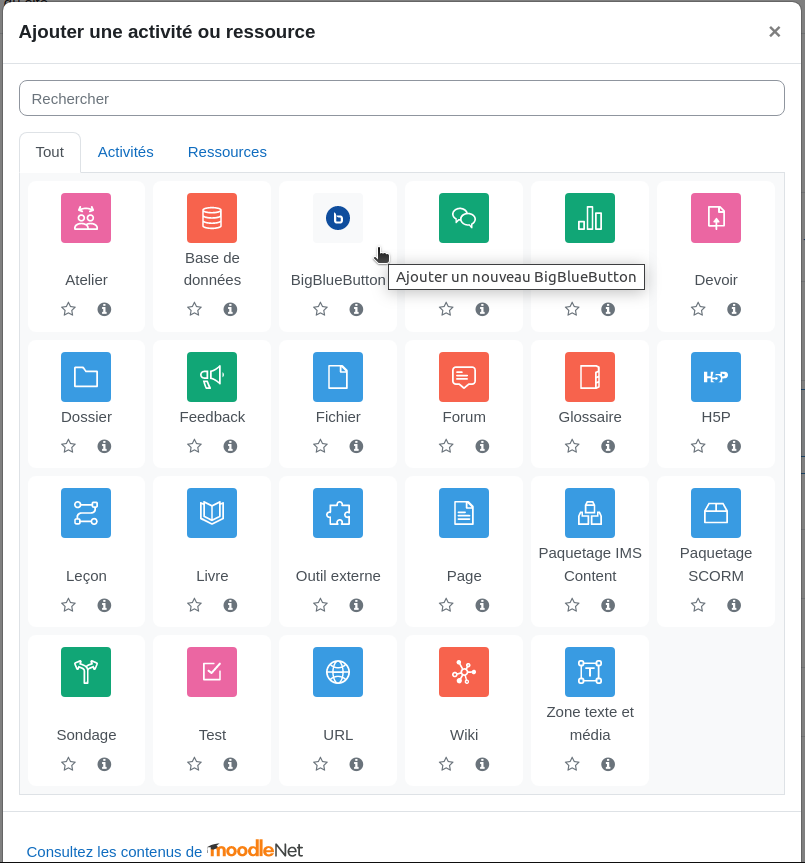 Ajouter une activité ou ressource
×
Rechercher
Tout
Activités
Ressources
Atelier
Base de
données
BigBlueButton
Ajouter un nouveau BigBlueButton
Devoir
Dossier
Feedback
Fichier
Forum
Glossaire
H5P
H5P
Leçon
Livre
Outil externe
Page
Paquetage IMS
Content
Paquetage
SCORM
Sondage
Test
URL
Wiki
Zone texte et
média
Consultez les contenus de moodleNet